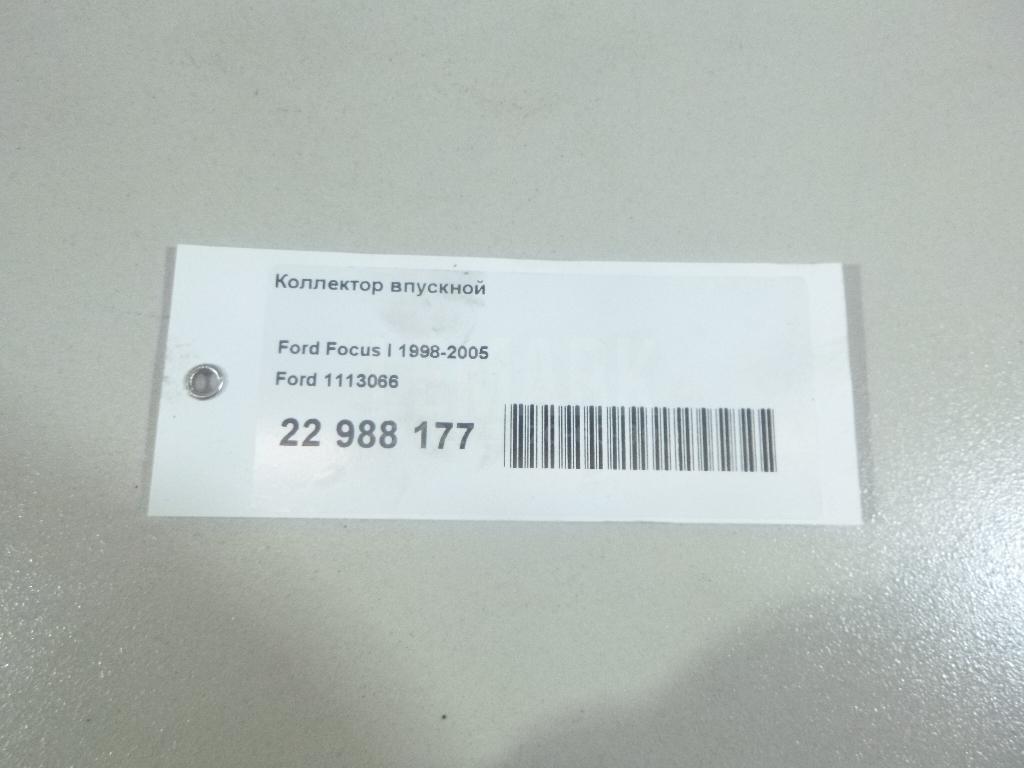 Коллектор впускной
Ford Focus I 1998-2005
Ford 1113066
22 988 177